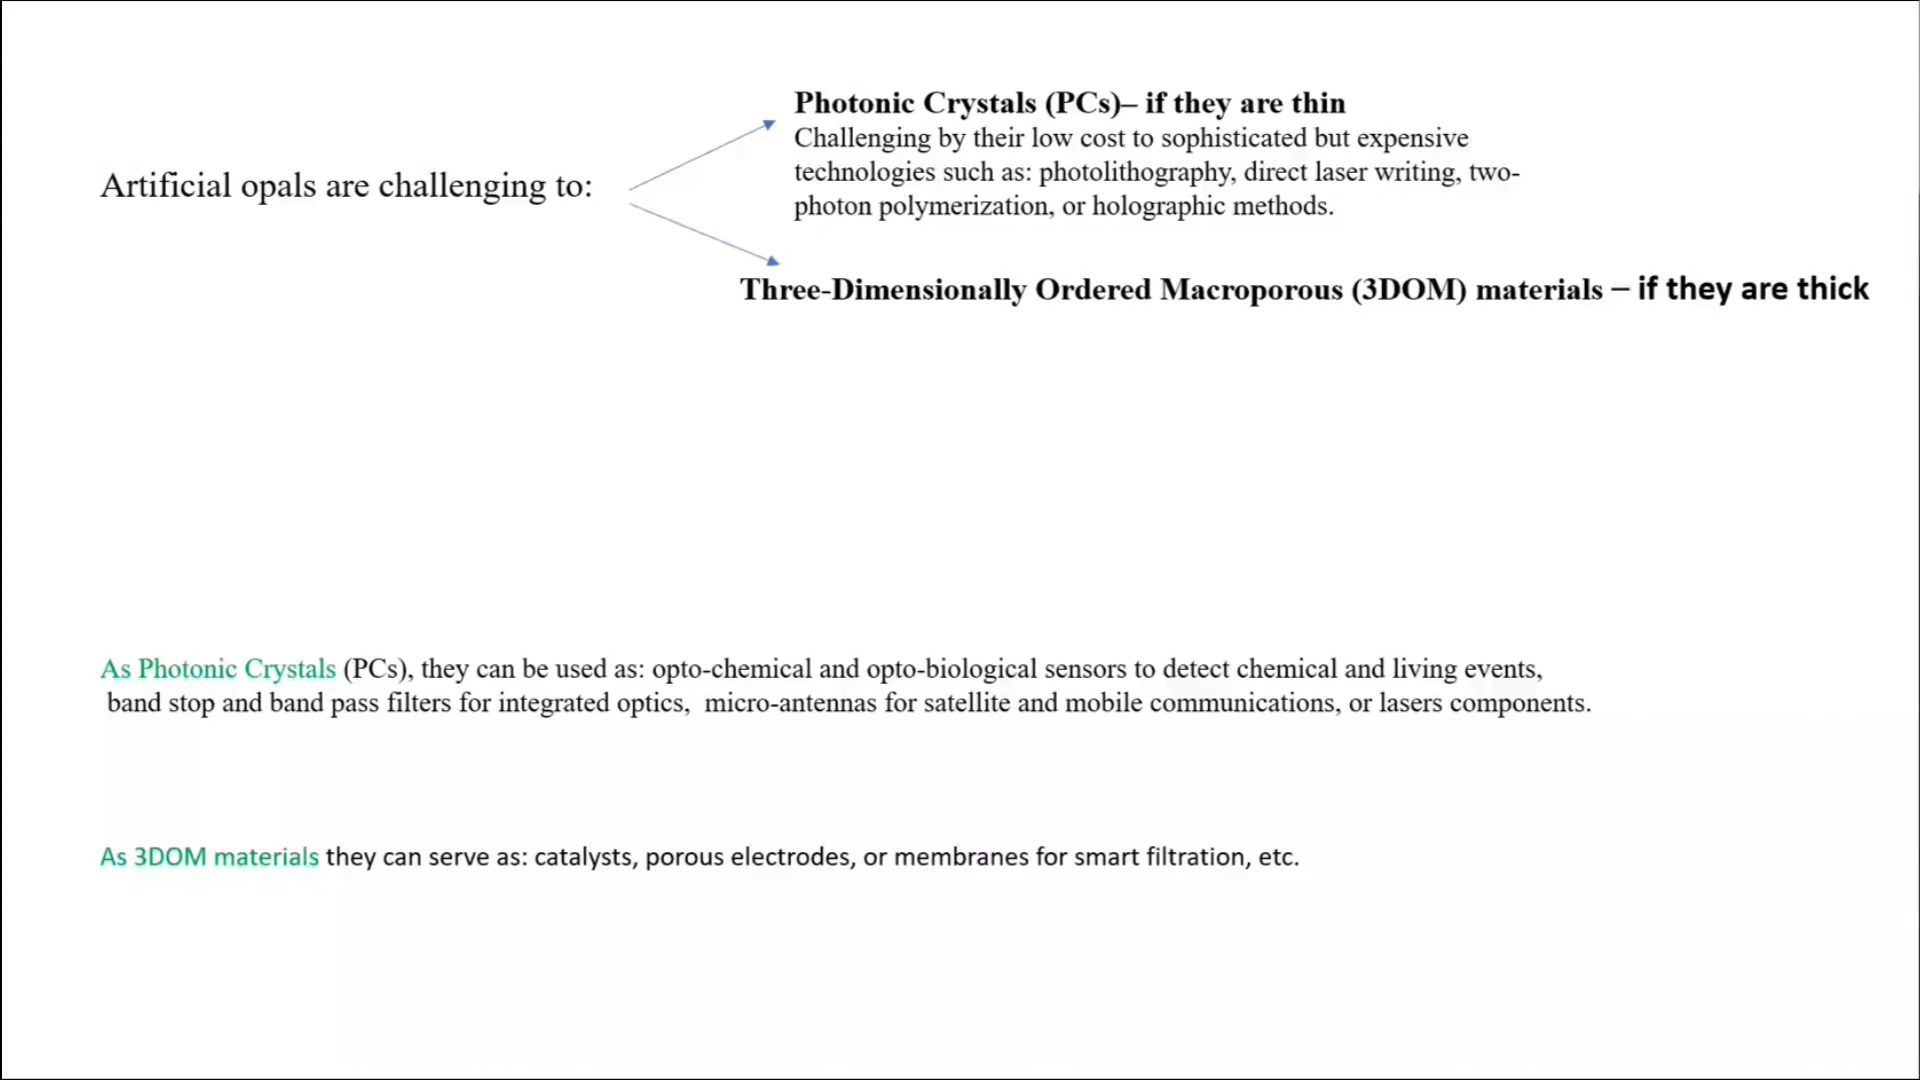 Photonic Crystals (PCs)– if they are thin
Challenging by their low cost to sophisticated but expensive
technologies such as: photolithography, direct laser writing, two-
photon polymerization, or holographic methods.
Artificial opals are challenging to:
Three-Dimensionally Ordered Macroporous (3DOM) materials – if they are thick
As Photonic Crystals (PCs), they can be used as: opto-chemical and opto-biological sensors to detect chemical and living events,
band stop and band pass filters for integrated optics,  micro-antennas for satellite and mobile communications, or lasers components.
As 3DOM materials they can serve as: catalysts, porous electrodes, or membranes for smart filtration, etc.